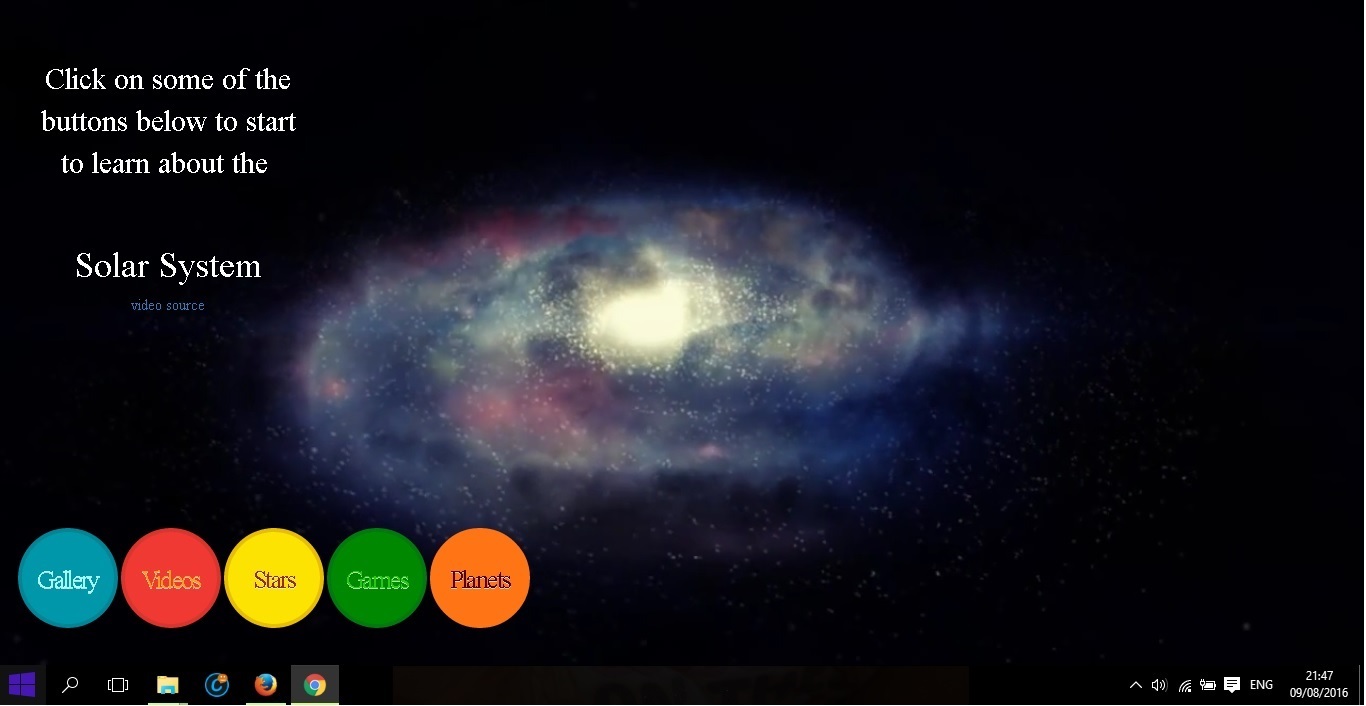 Click on some of the
buttons below to start
to learn about the
Solar System
video source
Gallery
Videos
Stars
Games
Planets
ENG
21:47
09/08/2016